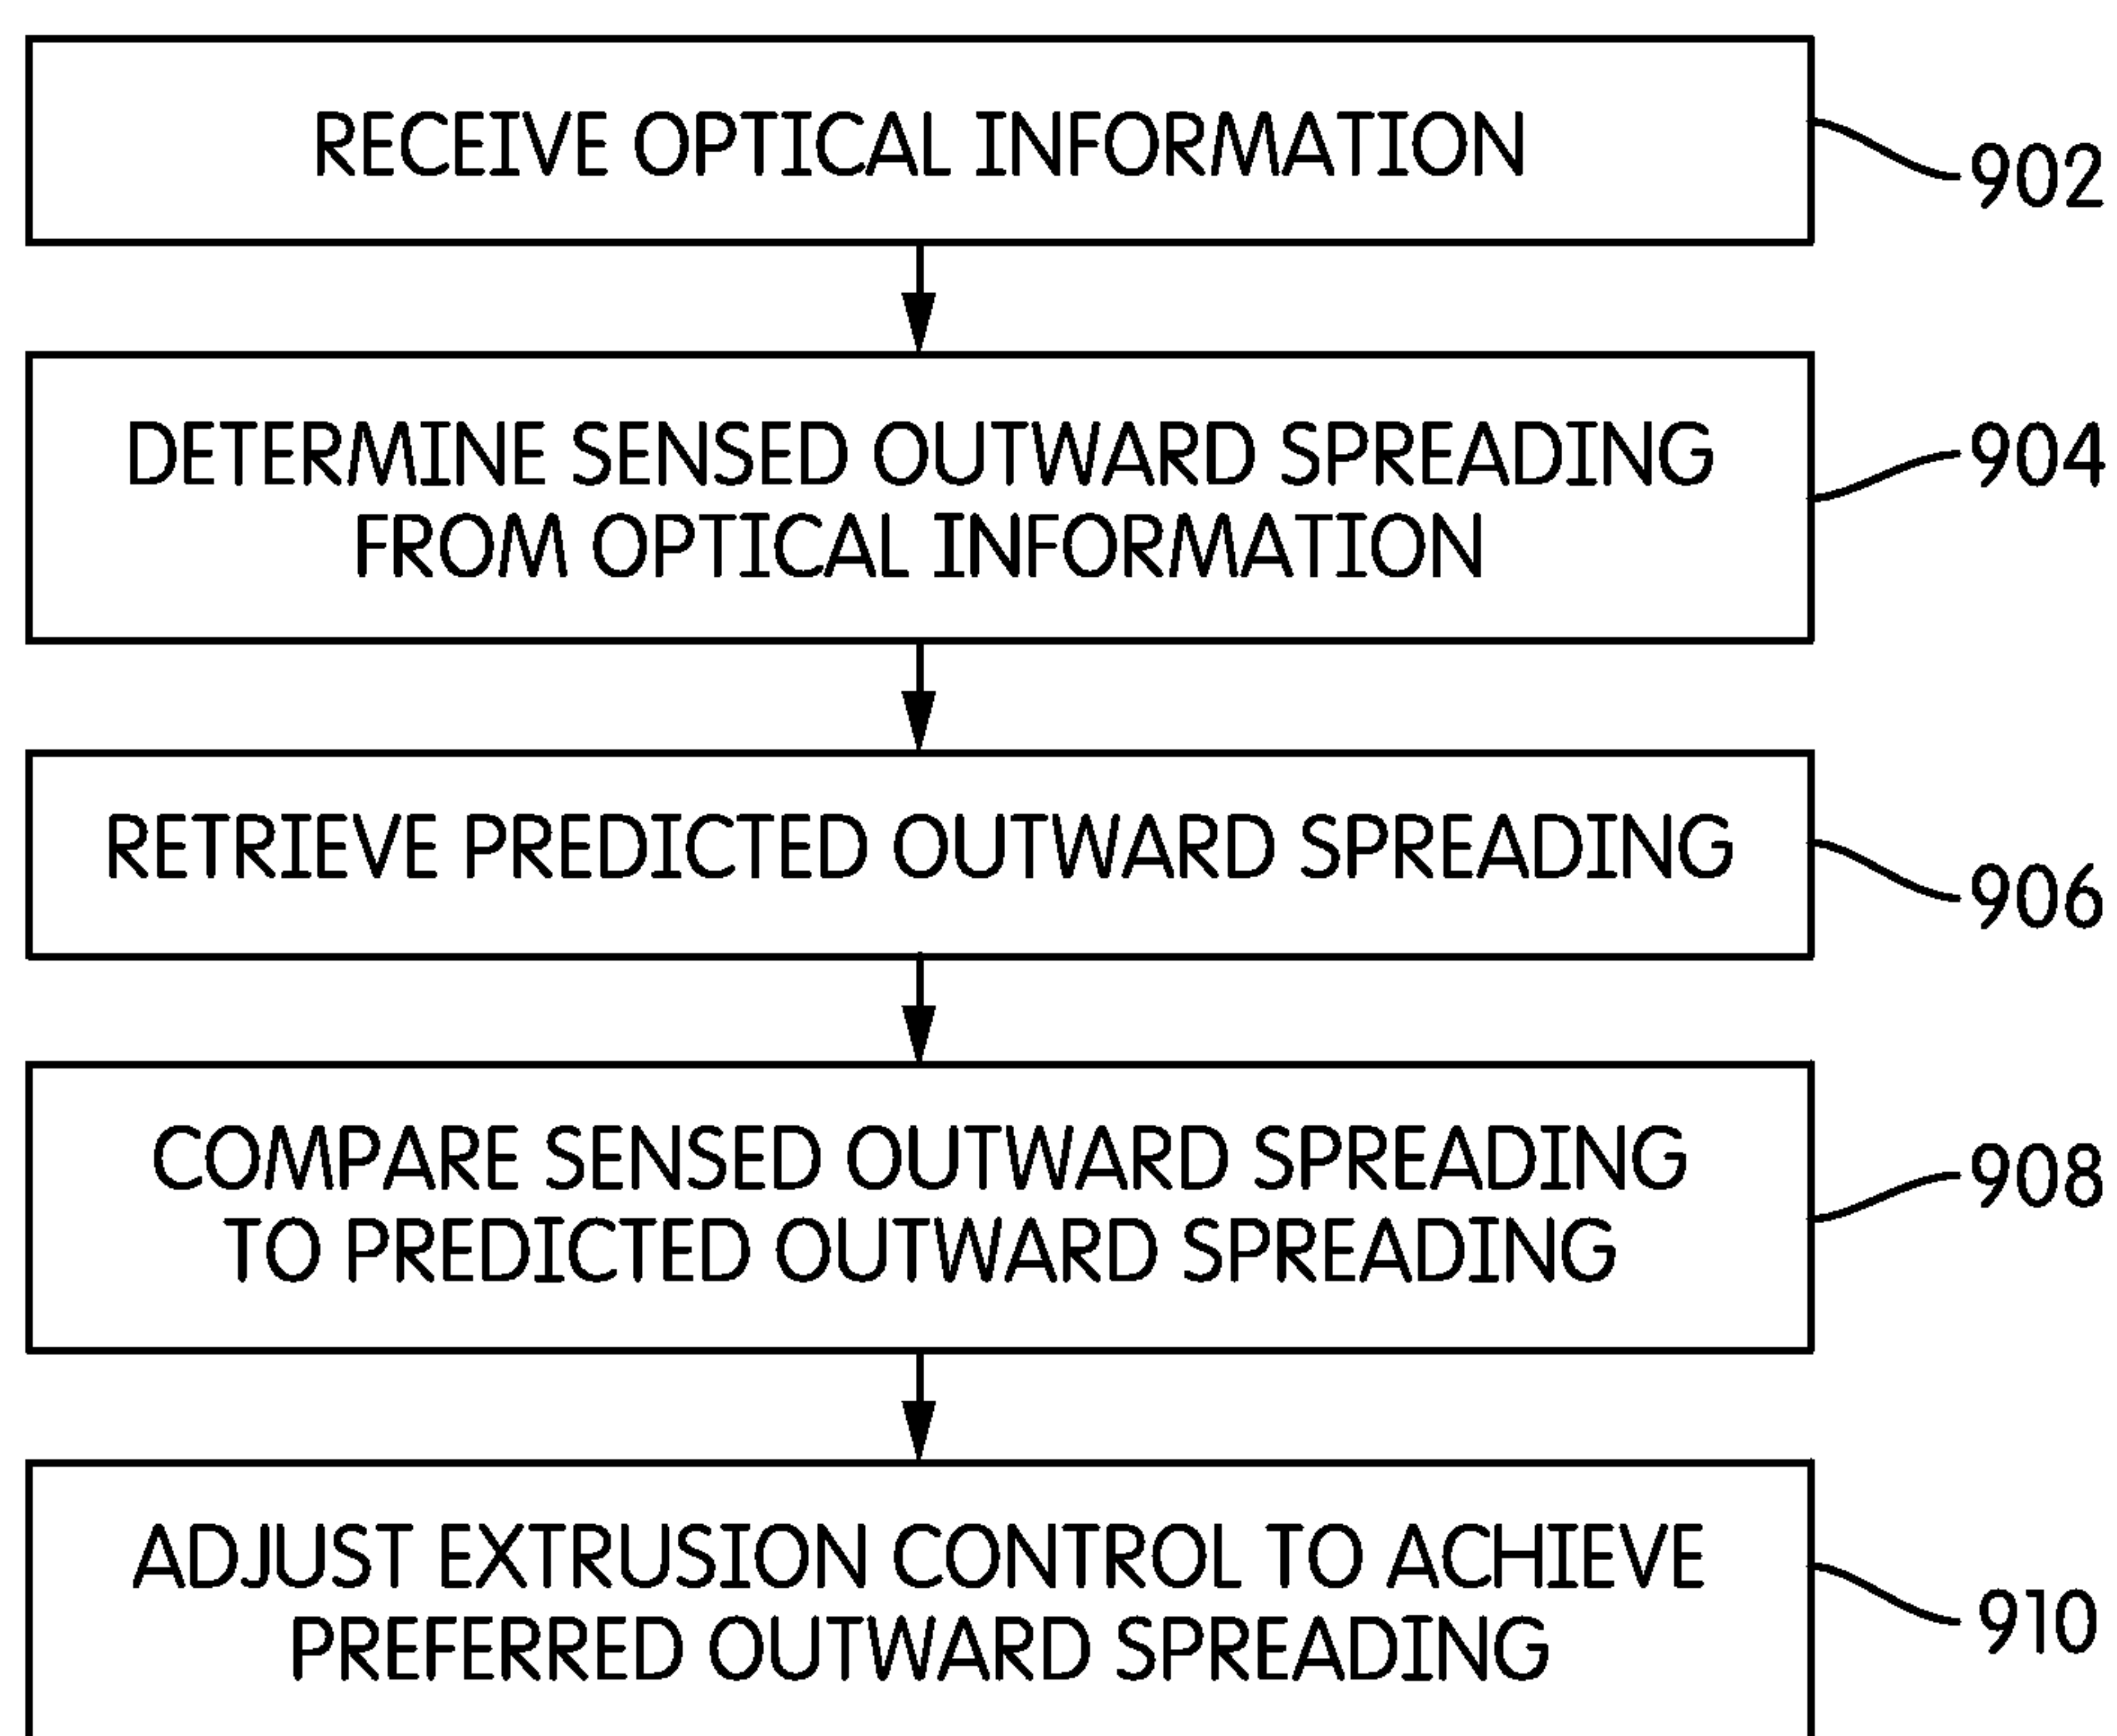 RECEIVE OPTICAL INFORMATION
902
DETERMINE SENSED OUTWARD SPREADING
FROM OPTICAL INFORMATION
904
RETRIEVE PREDICTED OUTWARD SPREADING
906
COMPARE SENSED OUTWARD SPREADING
TO PREDICTED OUTWARD SPREADING
908
ADJUST EXTRUSION CONTROL TO ACHIEVE
PREFERRED OUTWARD SPREADING
910